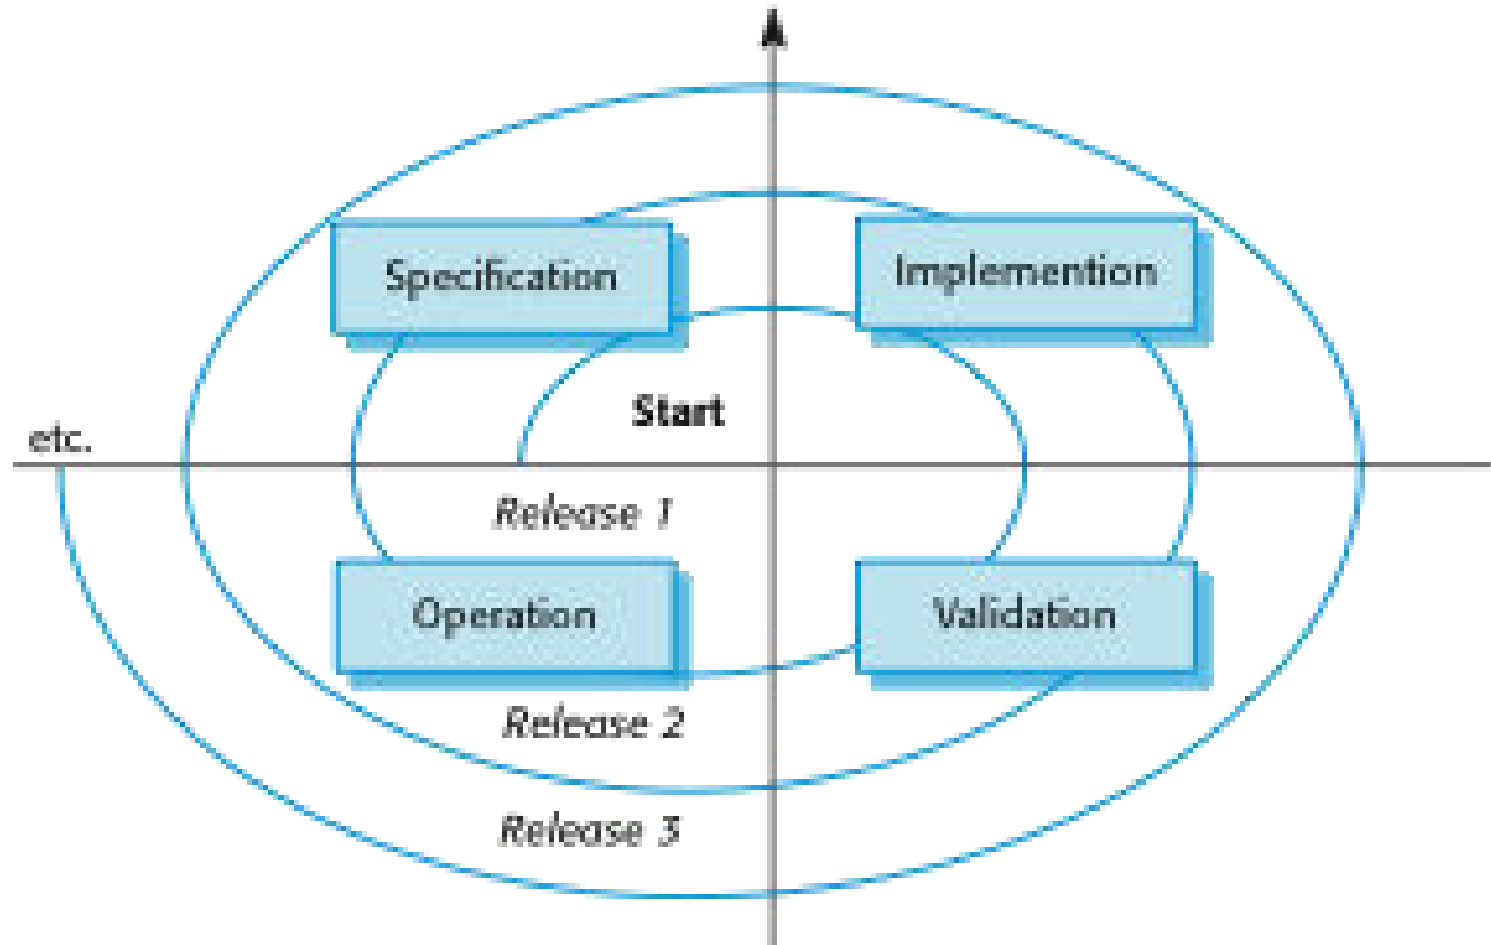 Specification
Implemention
Start
etc.
Release 1
Operation
Validation
Release 2
Release 3